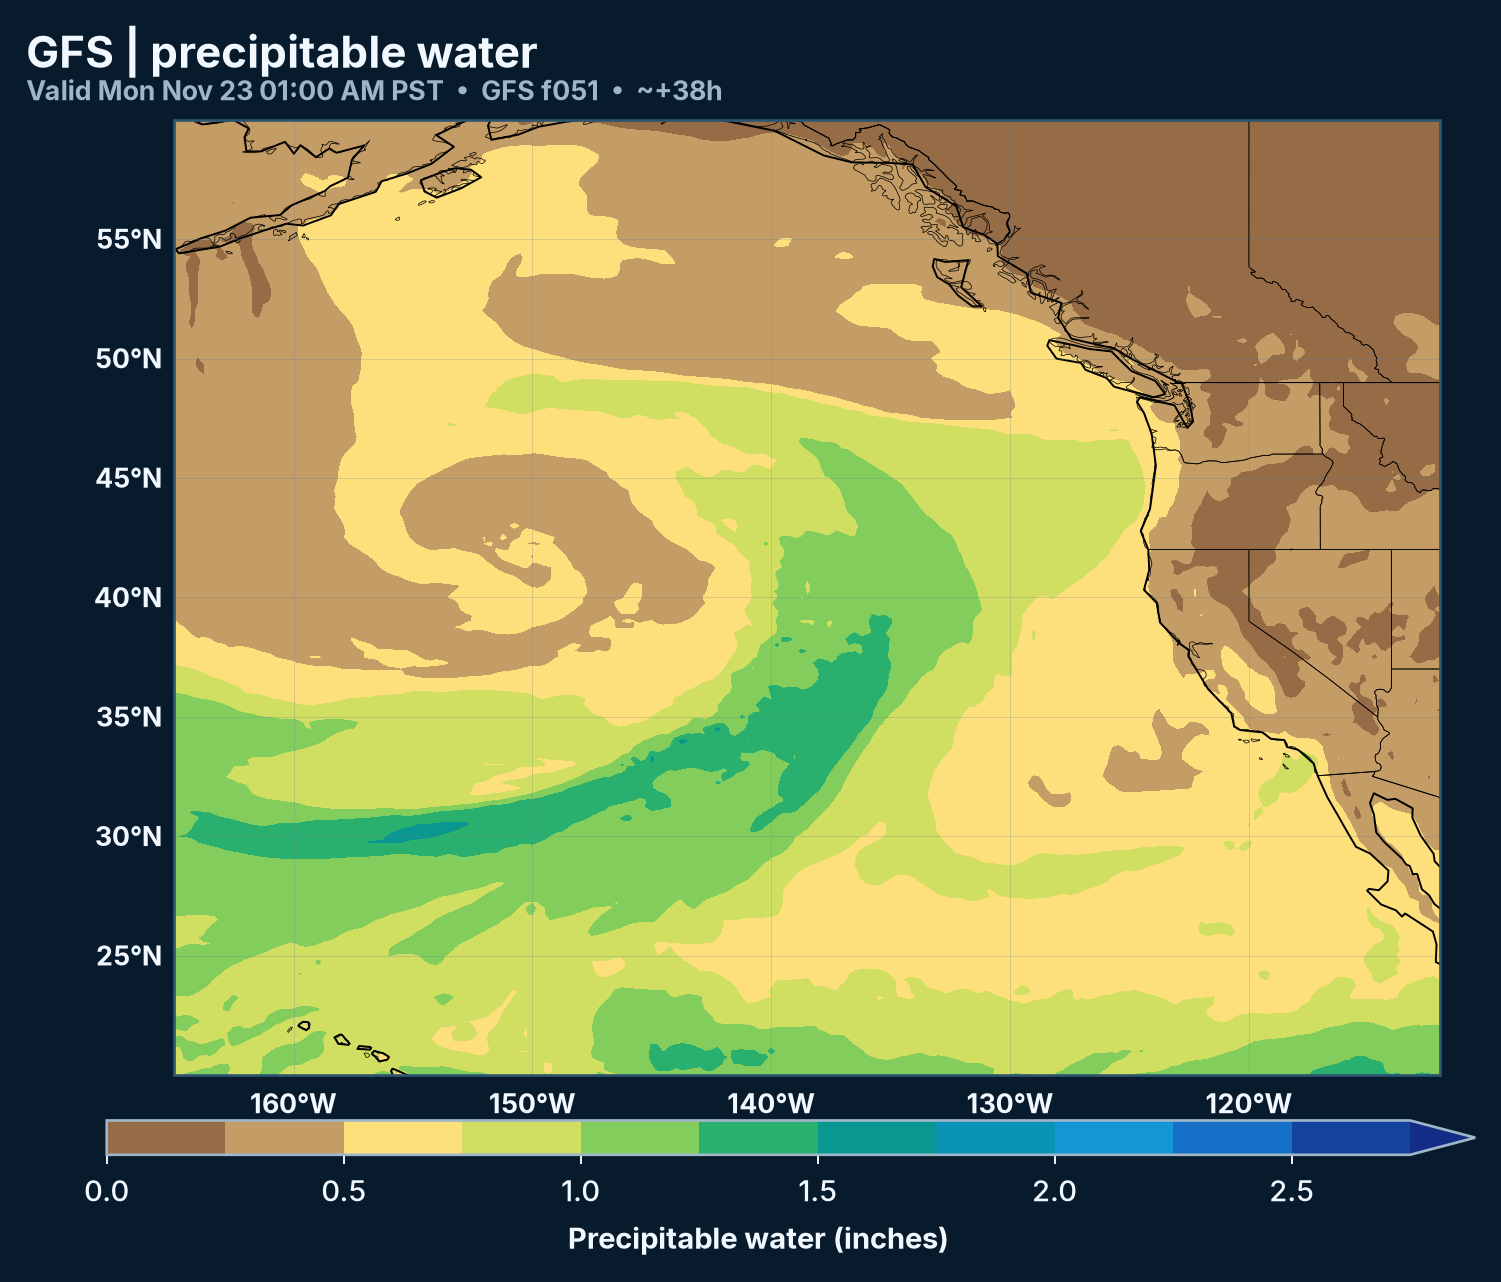 GFS | precipitable water
Valid Mon Nov 23 01:00 AM PST • GFS f051 • ~+38h
55°N
50°N
45°N
40°N
35°N
30°N
25°N
160°W 150°W 140°W 130°W 120°W
0.0 0.5 1.0 1.5 2.0 2.5
Precipitable water (inches)